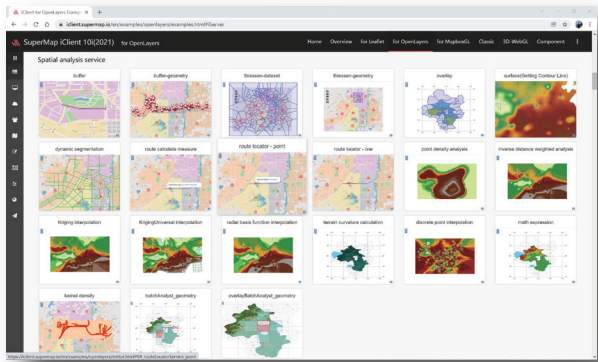 iClient for OpenLayers Examples
iclient.supermap.io/en/examples/openlayers/examples.html#iServer
SuperMap iClient 10i(2021) for OpenLayers
Home Overview for Leaflet for OpenLayers for MapboxGL Classic 3D-WebGL Component
Spatial analysis service
buffer buffer-geometry thiessen-dataset thiessen-geometry overlay surface(Setting Contour Line)
dynamic segmentation route calculate measure route locator - point route locator - line point density analysis inverse distance weighted analysis
Kriging interpolation KrigingUniversal interpolation radial basis function interpolation terrain curvature calculation discrete point interpolation math expression
kernel density batchAnalyst_geometry overlayBatchAnalyst_geometry